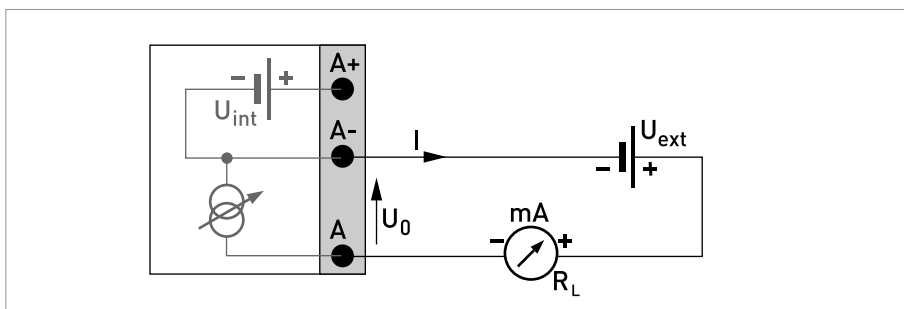 A+
- +
U_int
A-
I
U_ext
- +
A
U_0
mA
- +
R_L